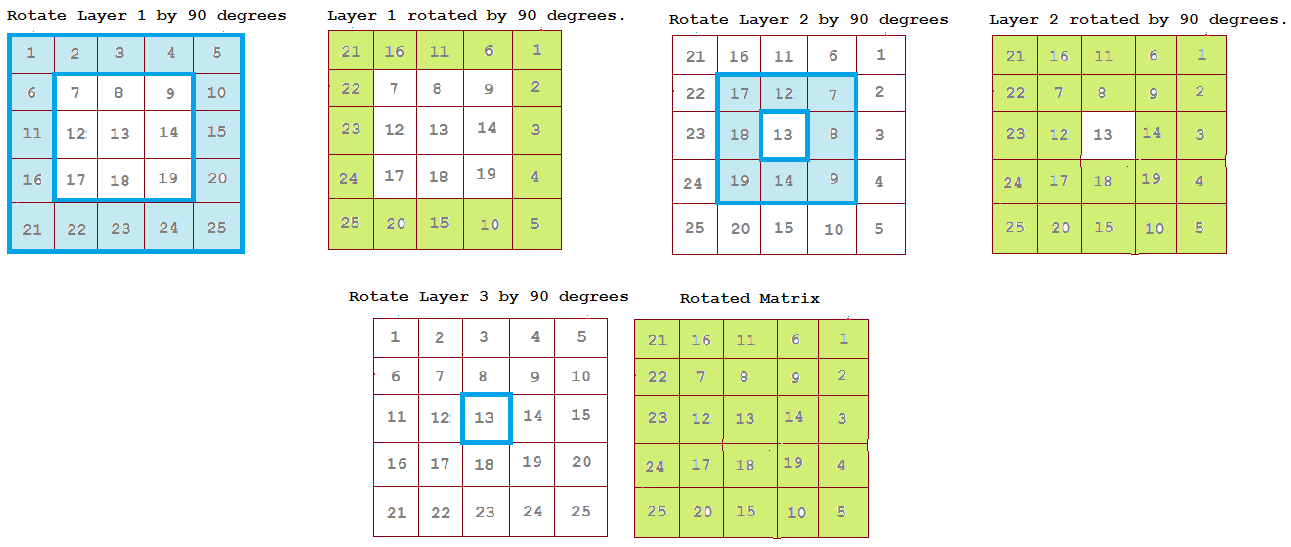 Rotate Layer 1 by 90 degrees
1 2 3 4 5
6 7 8 9 10
11 12 13 14 15
16 17 18 19 20
21 22 23 24 25
Layer 1 rotated by 90 degrees.
21 16 11 6 1
22 7 8 9 2
23 12 13 14 3
24 17 18 19 4
25 20 15 10 5
Rotate Layer 2 by 90 degrees
21 16 11 6 1
22 17 12 7 2
23 18 13 8 3
24 19 14 9 4
25 20 15 10 5
Layer 2 rotated by 90 degrees.
21 16 11 6 1
22 7 8 9 2
23 12 13 14 3
24 17 18 19 4
25 20 15 10 5
Rotate Layer 3 by 90 degrees
1 2 3 4 5
6 7 8 9 10
11 12 13 14 15
16 17 18 19 20
21 22 23 24 25
Rotated Matrix
21 16 11 6 1
22 7 8 9 2
23 12 13 14 3
24 17 18 19 4
25 20 15 10 5